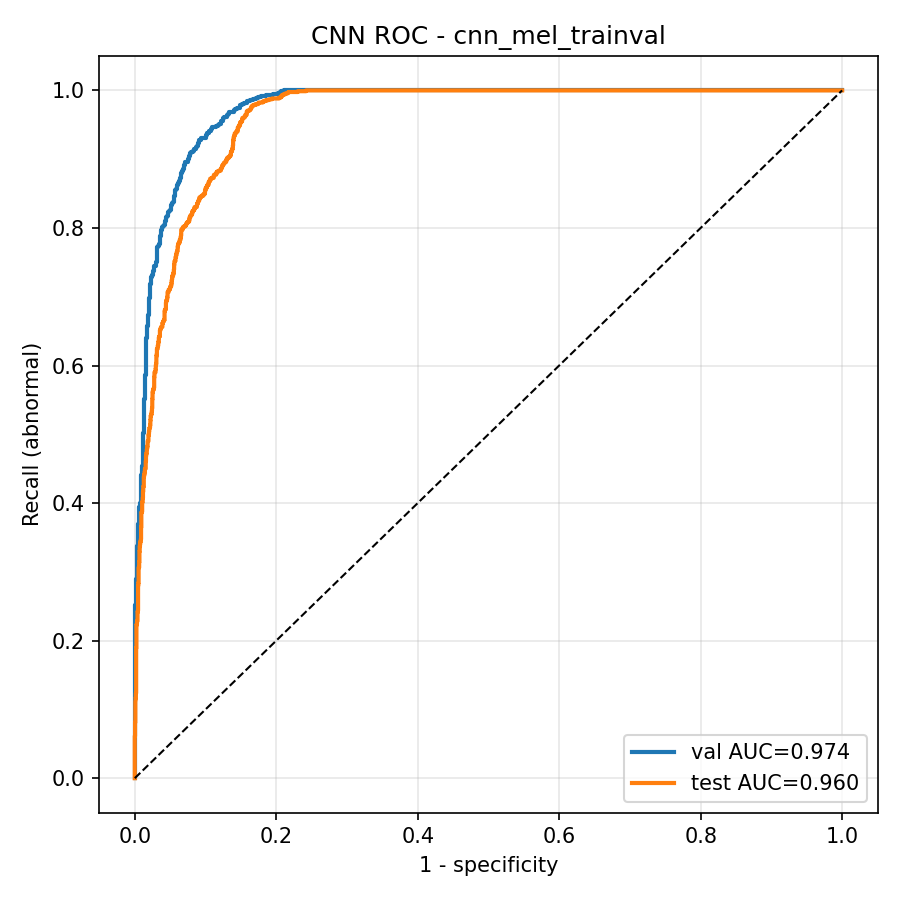 CNN ROC - cnn_mel_trainval
Recall (abnormal)
1.0
0.8
0.6
0.4
0.2
0.0
val AUC=0.974
test AUC=0.960
0.0 0.2 0.4 0.6 0.8 1.0
1 - specificity